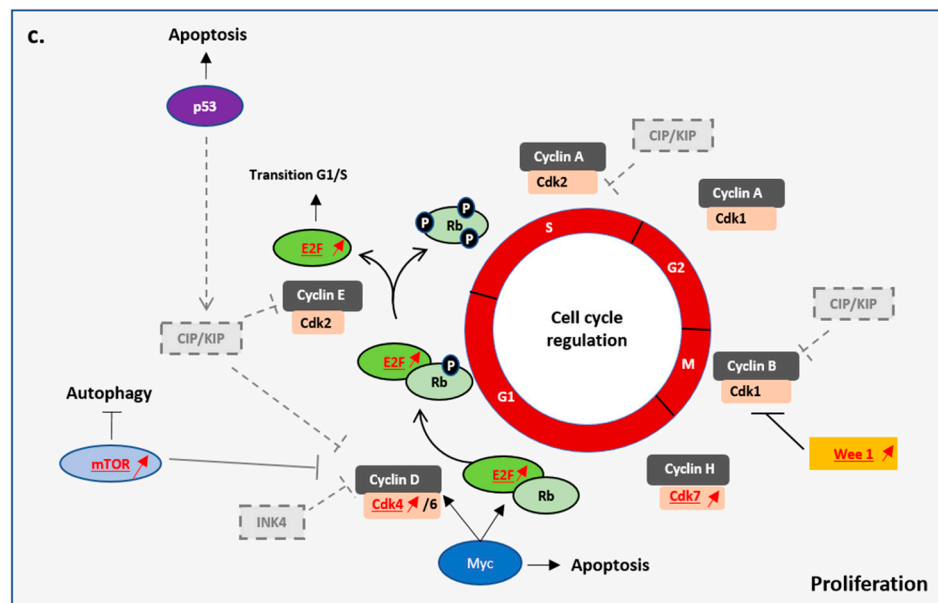 c.
Apoptosis
p53
CIP/KIP
Cyclin A
Cdk2
Cyclin A
Cdk1
Transition G1/S
P
P
Rb
P
E2F
S
G2
Cyclin E
Cdk2
CIP/KIP
CIP/KIP
Cell cycle
regulation
E2F
P
Rb
M
Cyclin B
Cdk1
G1
Autophagy
mTOR
Wee 1
Cyclin D
Cdk4 /6
E2F
Rb
Cyclin H
Cdk7
INK4
Myc
Apoptosis
Proliferation